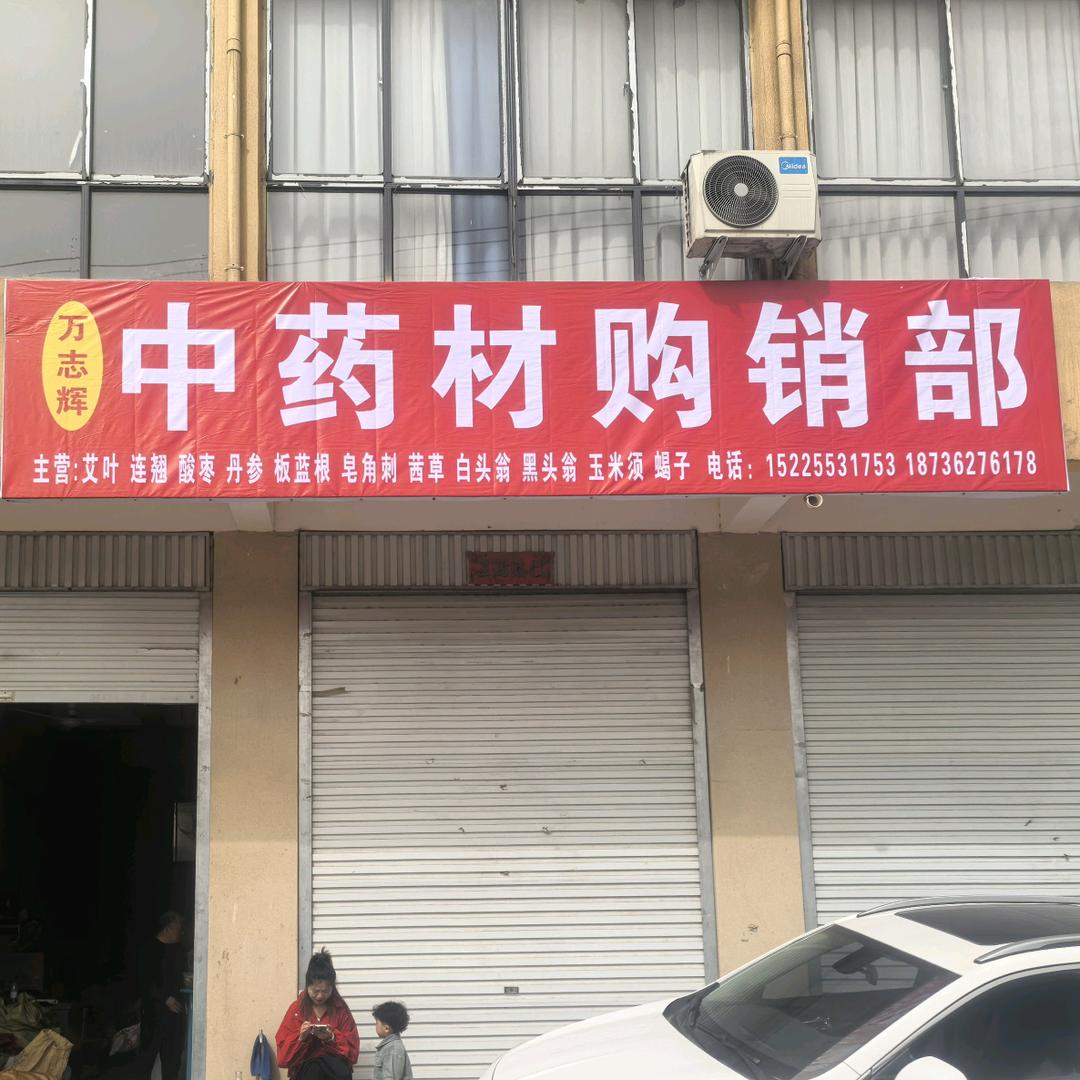 Midea
万志辉
中药材购销部
主营:艾叶 连翘 酸枣 丹参 板蓝根 皂角刺 茜草 白头翁 黑头翁 玉米须 蝎子 电话：15225531753 18736276178